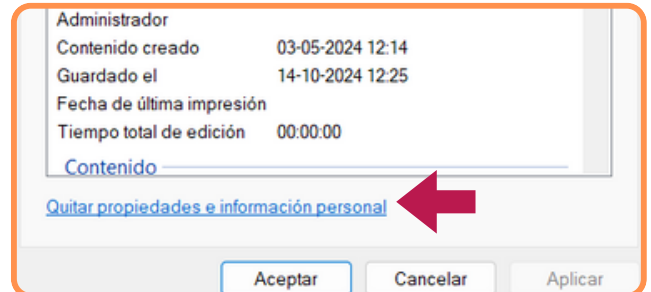 Administrador
Contenido creado 03-05-2024 12:14
Guardado el 14-10-2024 12:25
Fecha de última impresión
Tiempo total de edición 00:00:00
Contenido
Quitar propiedades e información personal
Aceptar Cancelar Aplicar